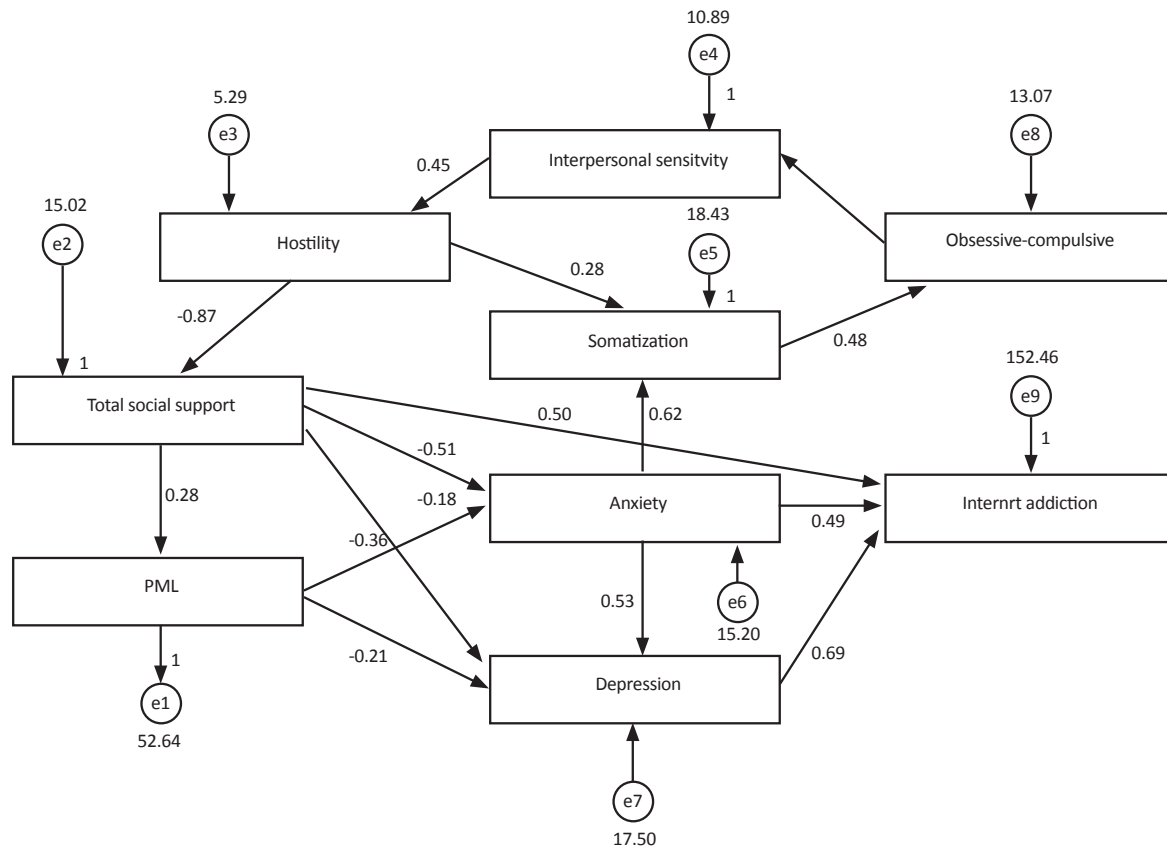 10.89
e4
1
5.29
e3
13.07
e8
Interpersonal sensitvity
0.45
15.02
e2
18.43
e5
1
Hostility
Obsessive-compulsive
0.28
-0.87
Somatization
0.48
1
152.46
e9
1
Total social support
0.50
0.62
-0.51
0.28
-0.18
Anxiety
0.49
Internrt addiction
-0.36
PML
0.53
e6
15.20
1
-0.21
0.69
Depression
e1
52.64
e7
17.50